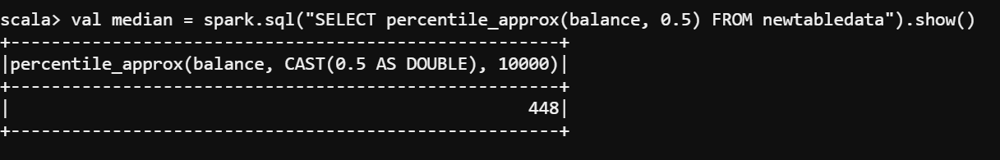 scala> val median = spark.sql("SELECT percentile_approx(balance, 0.5) FROM newtabledata").show()
+-----------------------------------------------------+
|percentile_approx(balance, CAST(0.5 AS DOUBLE), 10000)|
+-----------------------------------------------------+
|                                                  448|
+-----------------------------------------------------+